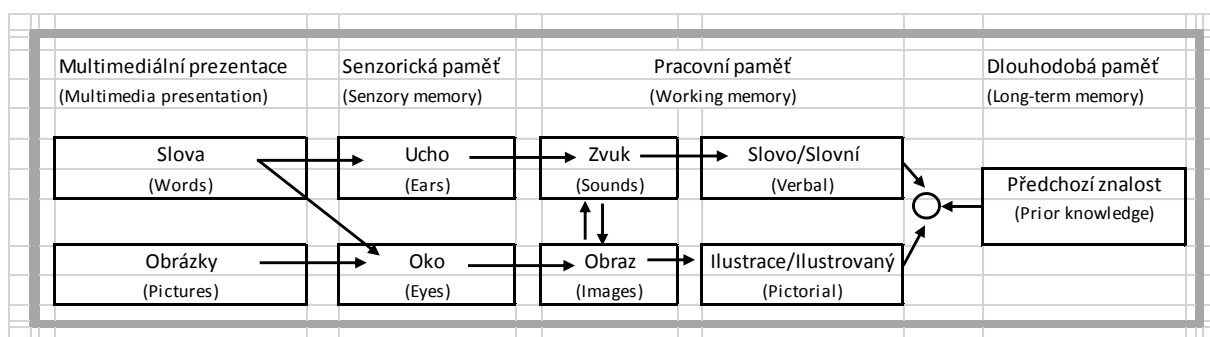 Multimediální prezentace
(Multimedia presentation)
Senzorická paměť
(Senzory memory)
Pracovní paměť
(Working memory)
Dlouhodobá paměť
(Long-term memory)
Slova
(Words)
Ucho
(Ears)
Zvuk
(Sounds)
Slovo/Slovní
(Verbal)
Předchozí znalost
(Prior knowledge)
Obrázky
(Pictures)
Oko
(Eyes)
Obraz
(Images)
Ilustrace/Ilustrovaný
(Pictorial)